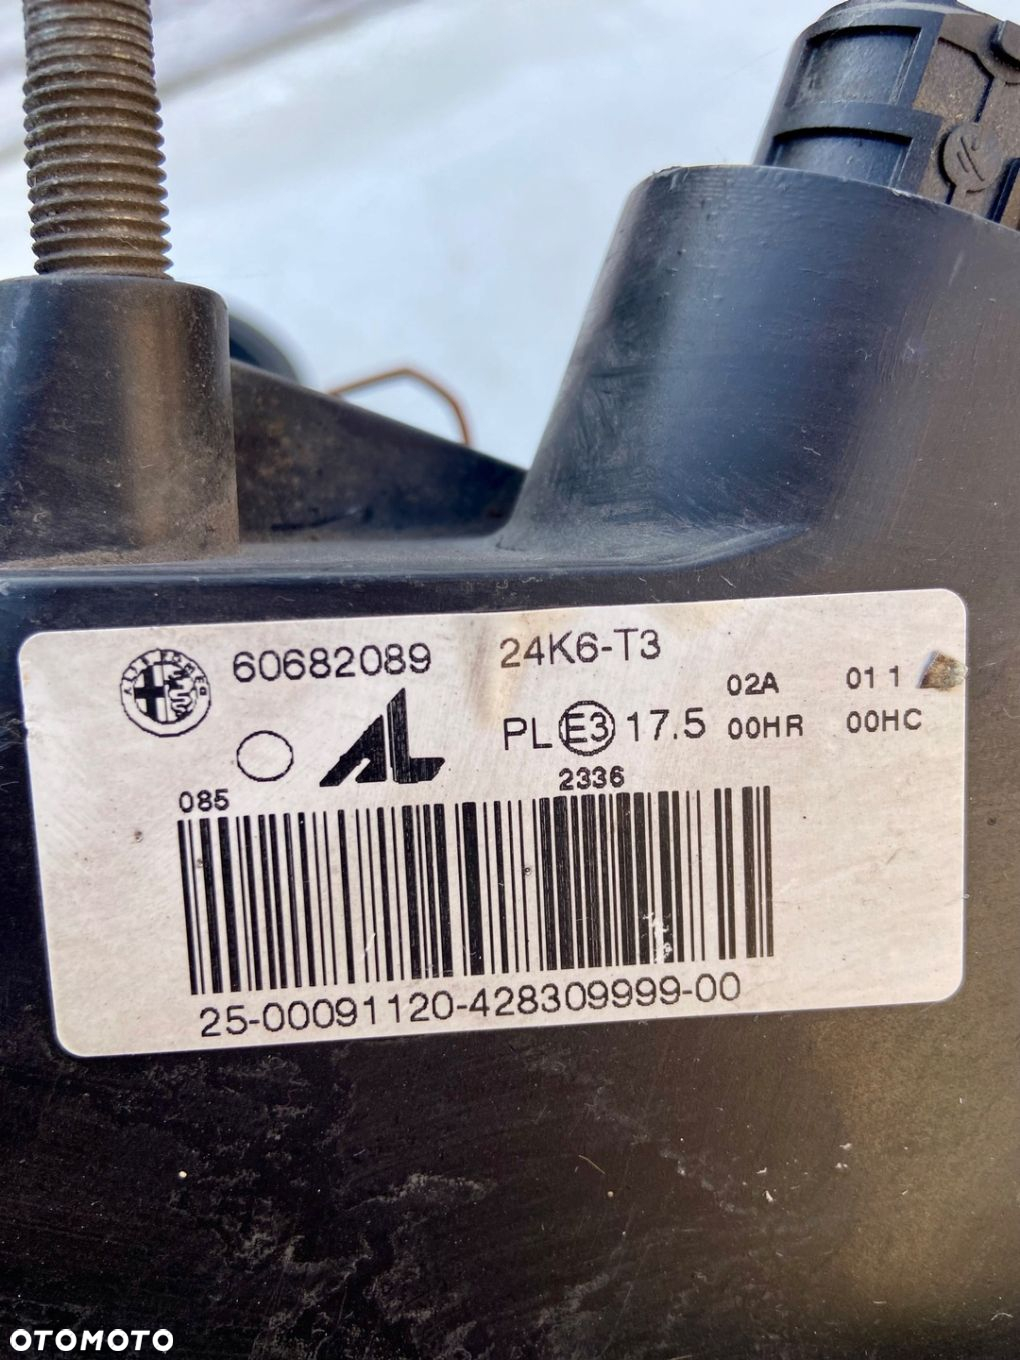 60682089 24K6-T3
02A 01 1
AL PL E3 17.5 00HR 00HC
085 2336
25-00091120-428309999-00
OTOMOTO